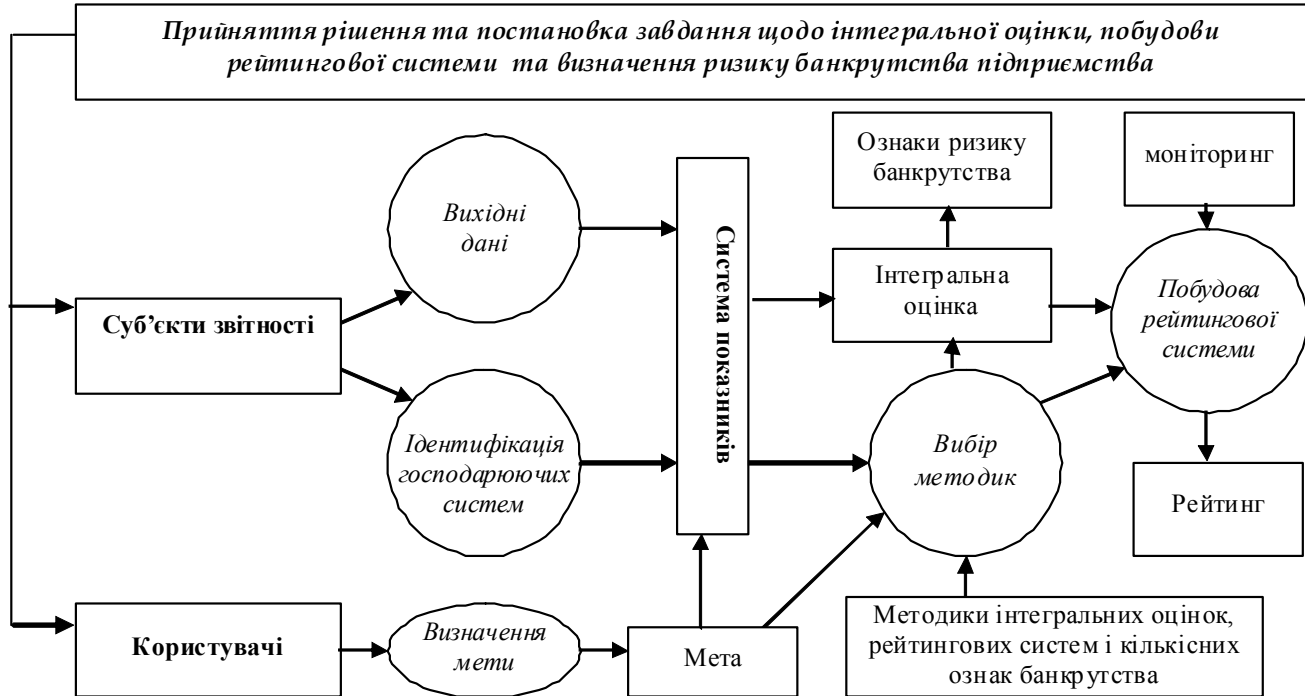 Прийняття рішення та постановка завдання щодо інтегральної оцінки, побудови
рейтингової системи та визначення ризику банкрутства підприємства
Ознаки ризику
банкрутства
моніторинг
Вихідні
дані
Система показників
Інтегральна
оцінка
Побудова
рейтингової
системи
Суб’єкти звітності
Ідентифікація
господарюючих
систем
Вибір
методик
Рейтинг
Користувачі
Визначення
мети
Мета
Методики інтегральних оцінок,
рейтингових систем і кількісних
ознак банкрутства